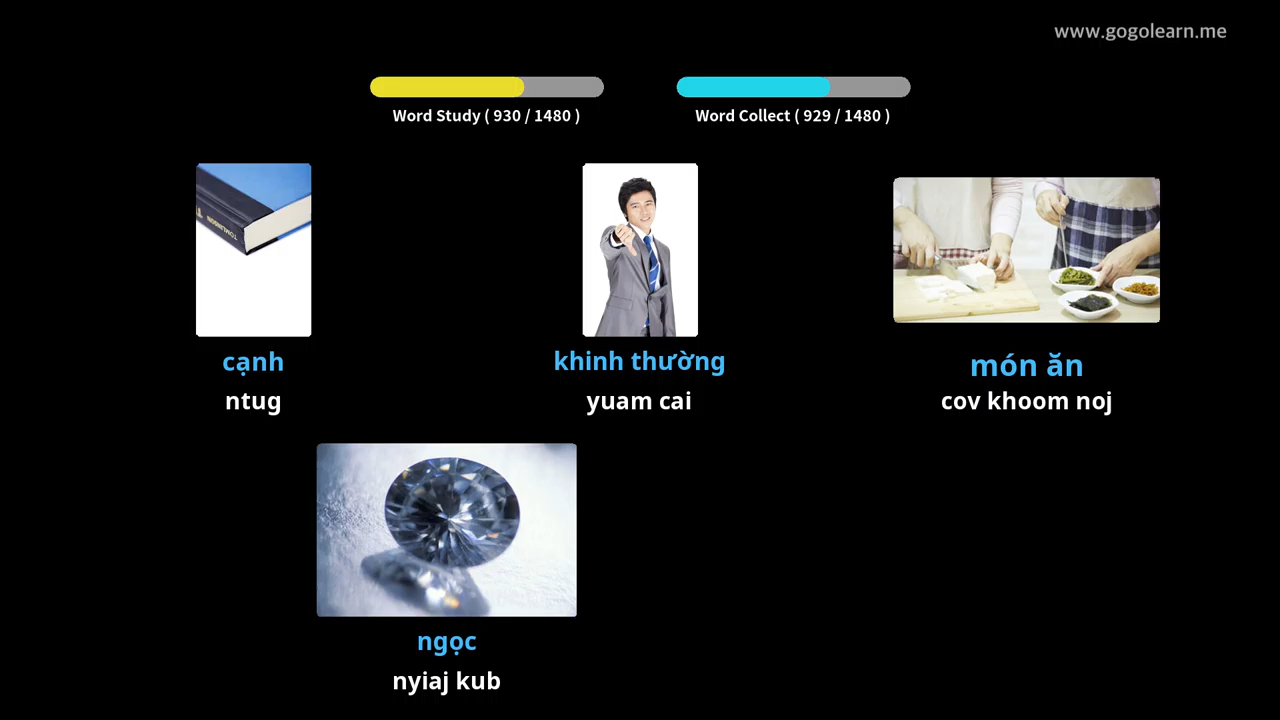 www.gogolearn.me
Word Study ( 930 / 1480 )
Word Collect ( 929 / 1480 )
TOMLINSON
cạnh
khinh thường
món ăn
ntug
yuam cai
cov khoom noj
ngọc
nyiaj kub